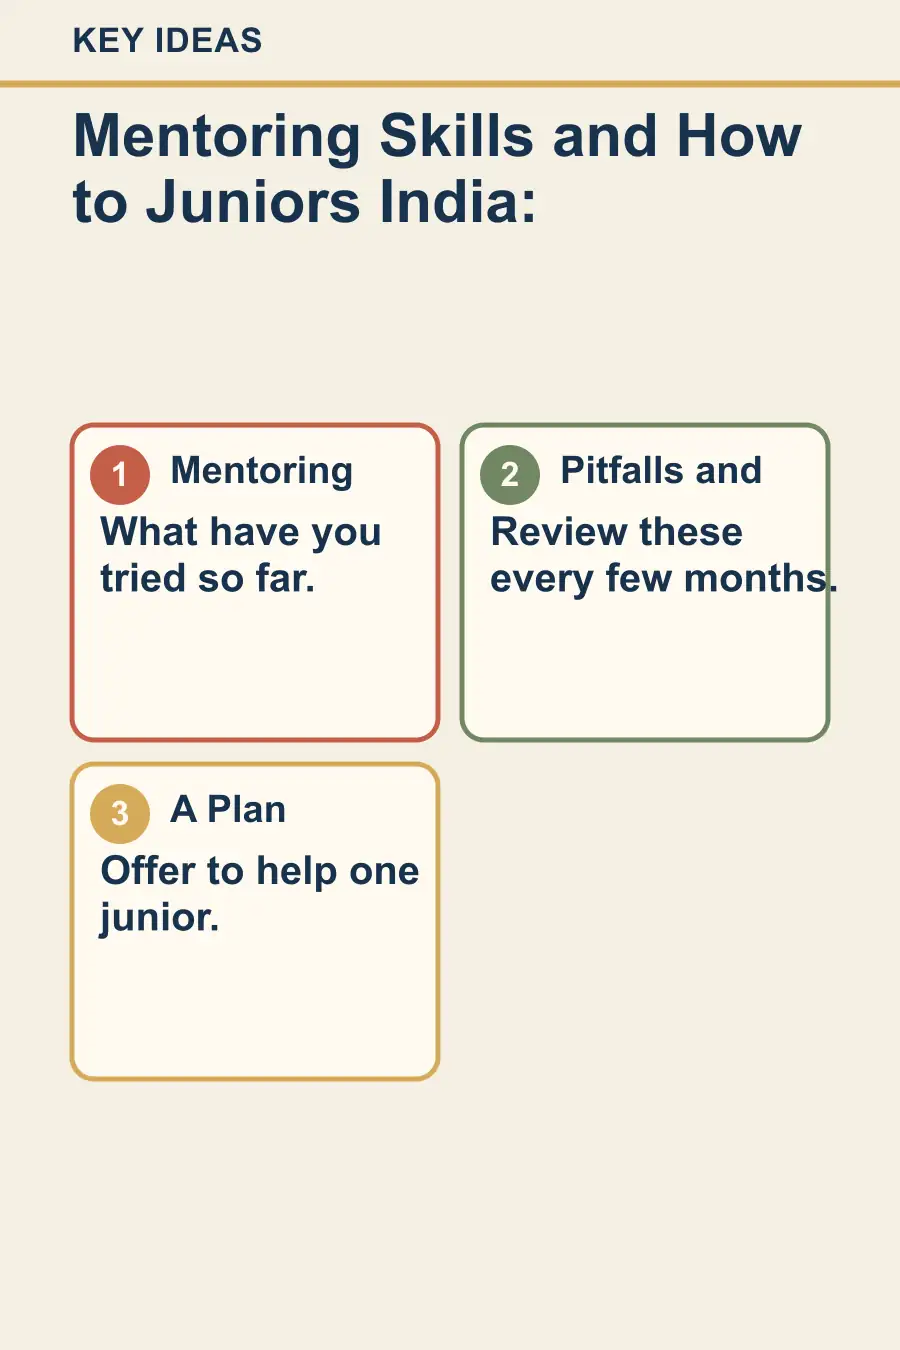 KEY IDEAS
Mentoring Skills and How
to Juniors India:
1 Mentoring
What have you
tried so far.
2 Pitfalls and
Review these
every few months.
3 A Plan
Offer to help one
junior.